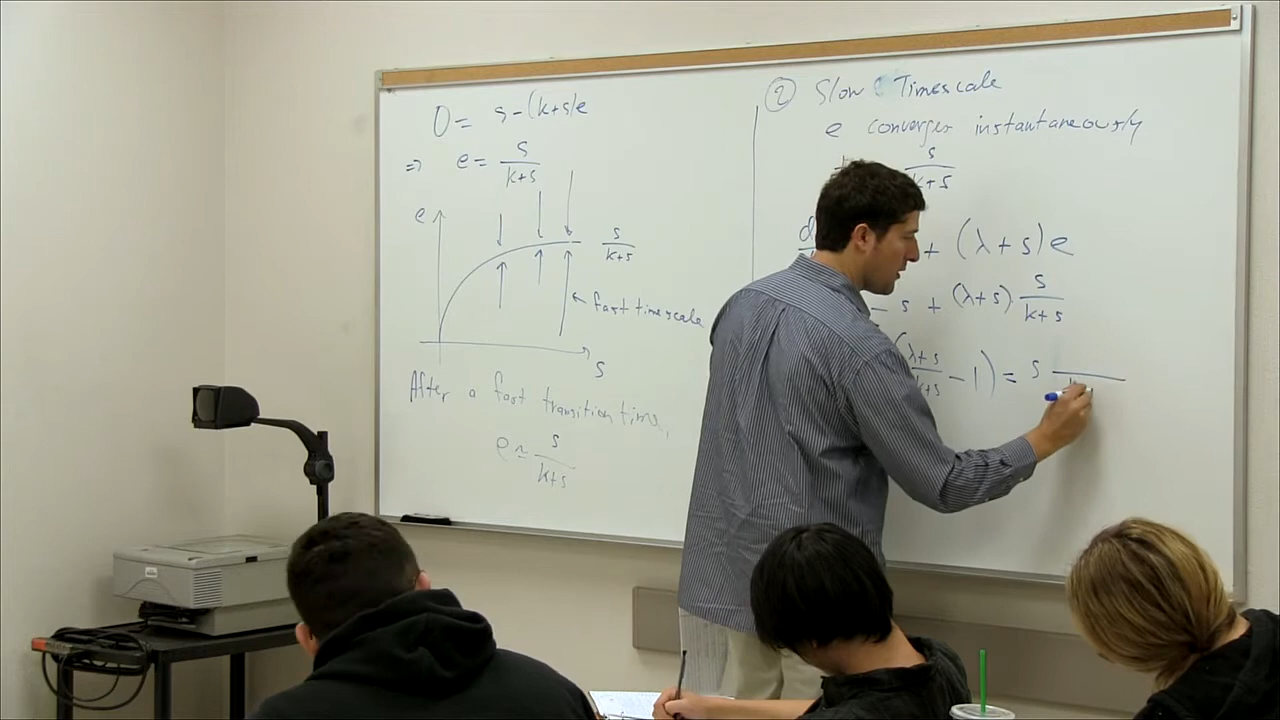 0 = s - (k+s)e
⇒ e = s/(k+s)
e
s/(k+s)
← fast timescale
s
After a fast transition time,
e ≈ s/(k+s)
② Slow Timescale
e converges instantaneously
s/(k+s)
d + (λ+s)e
- s + (λ+s) s/(k+s)
(λ+s/k+s - 1) = s